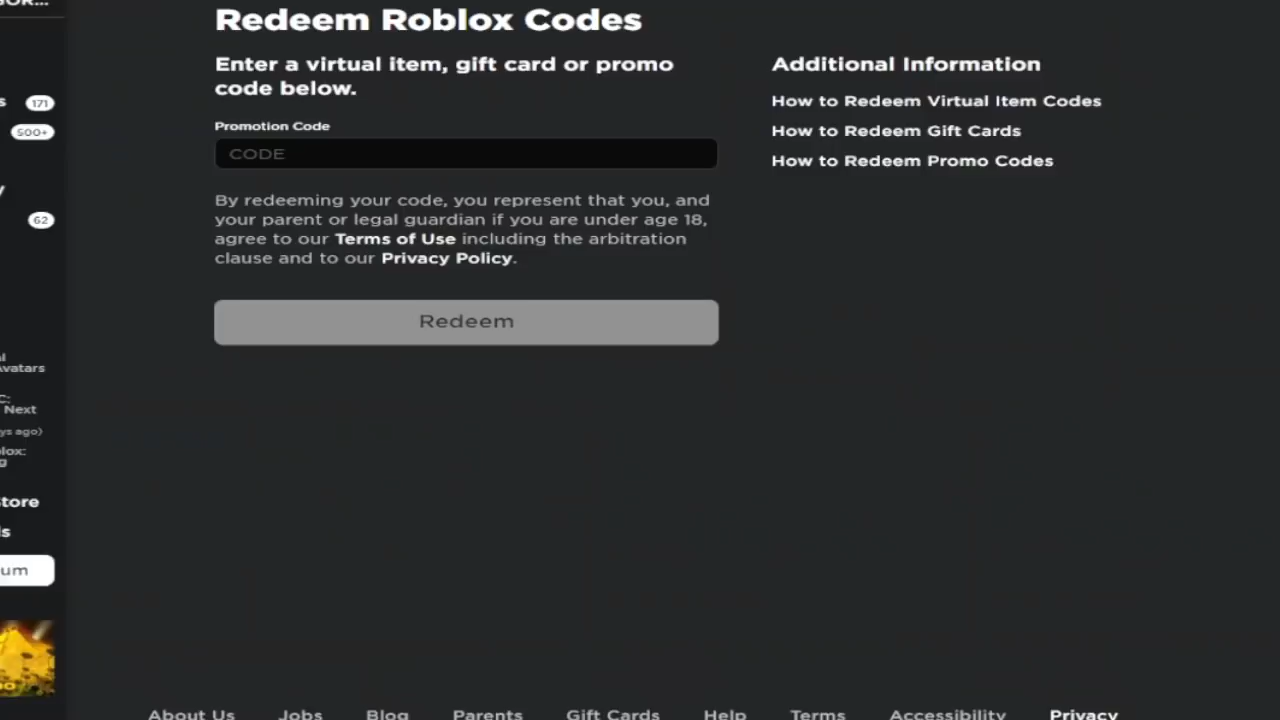 Redeem Roblox Codes
Enter a virtual item, gift card or promo
code below.
Promotion Code
CODE
By redeeming your code, you represent that you, and
your parent or legal guardian if you are under age 18,
agree to our Terms of Use including the arbitration
clause and to our Privacy Policy.
Redeem
Additional Information
How to Redeem Virtual Item Codes
How to Redeem Gift Cards
How to Redeem Promo Codes
171
500+
62
Next
ys ago)
um
About Us Jobs Blog Parents Gift Cards Help Terms Accessibility Privacy